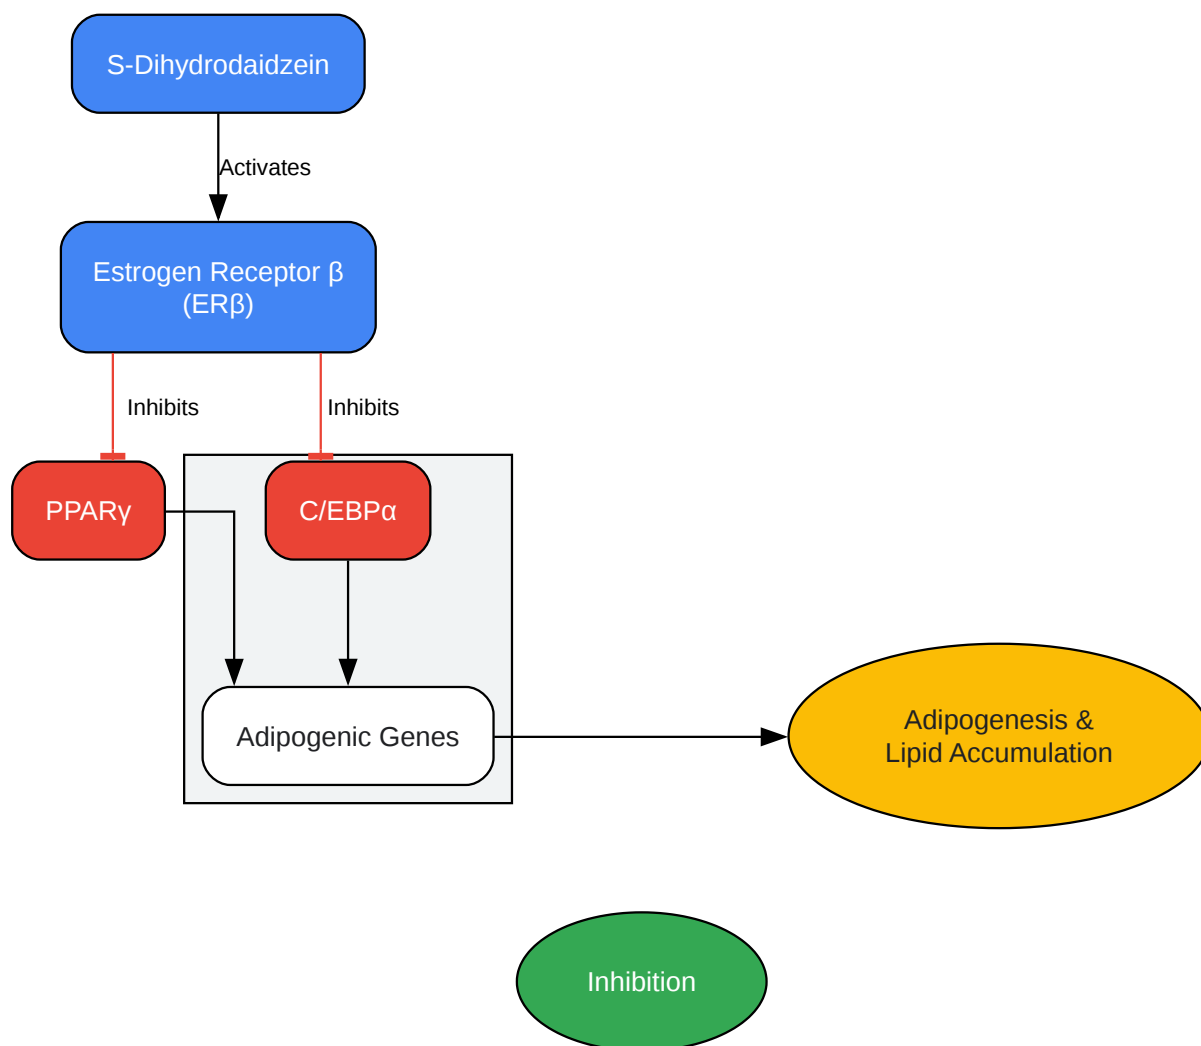 S-Dihydrodaidzein
Activates
Estrogen Receptor β
(ERβ)
Inhibits
Inhibits
PPARγ
C/EBPα
Adipogenic Genes
Adipogenesis &
Lipid Accumulation
Inhibition